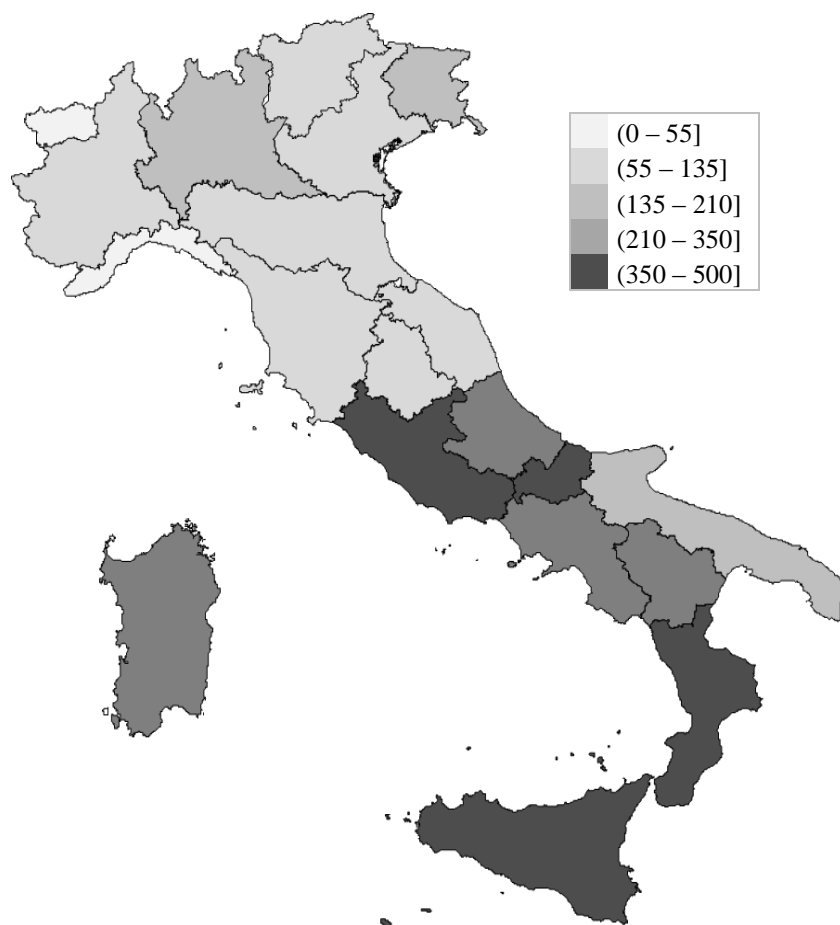 (0 – 55]
(55 – 135]
(135 – 210]
(210 – 350]
(350 – 500]